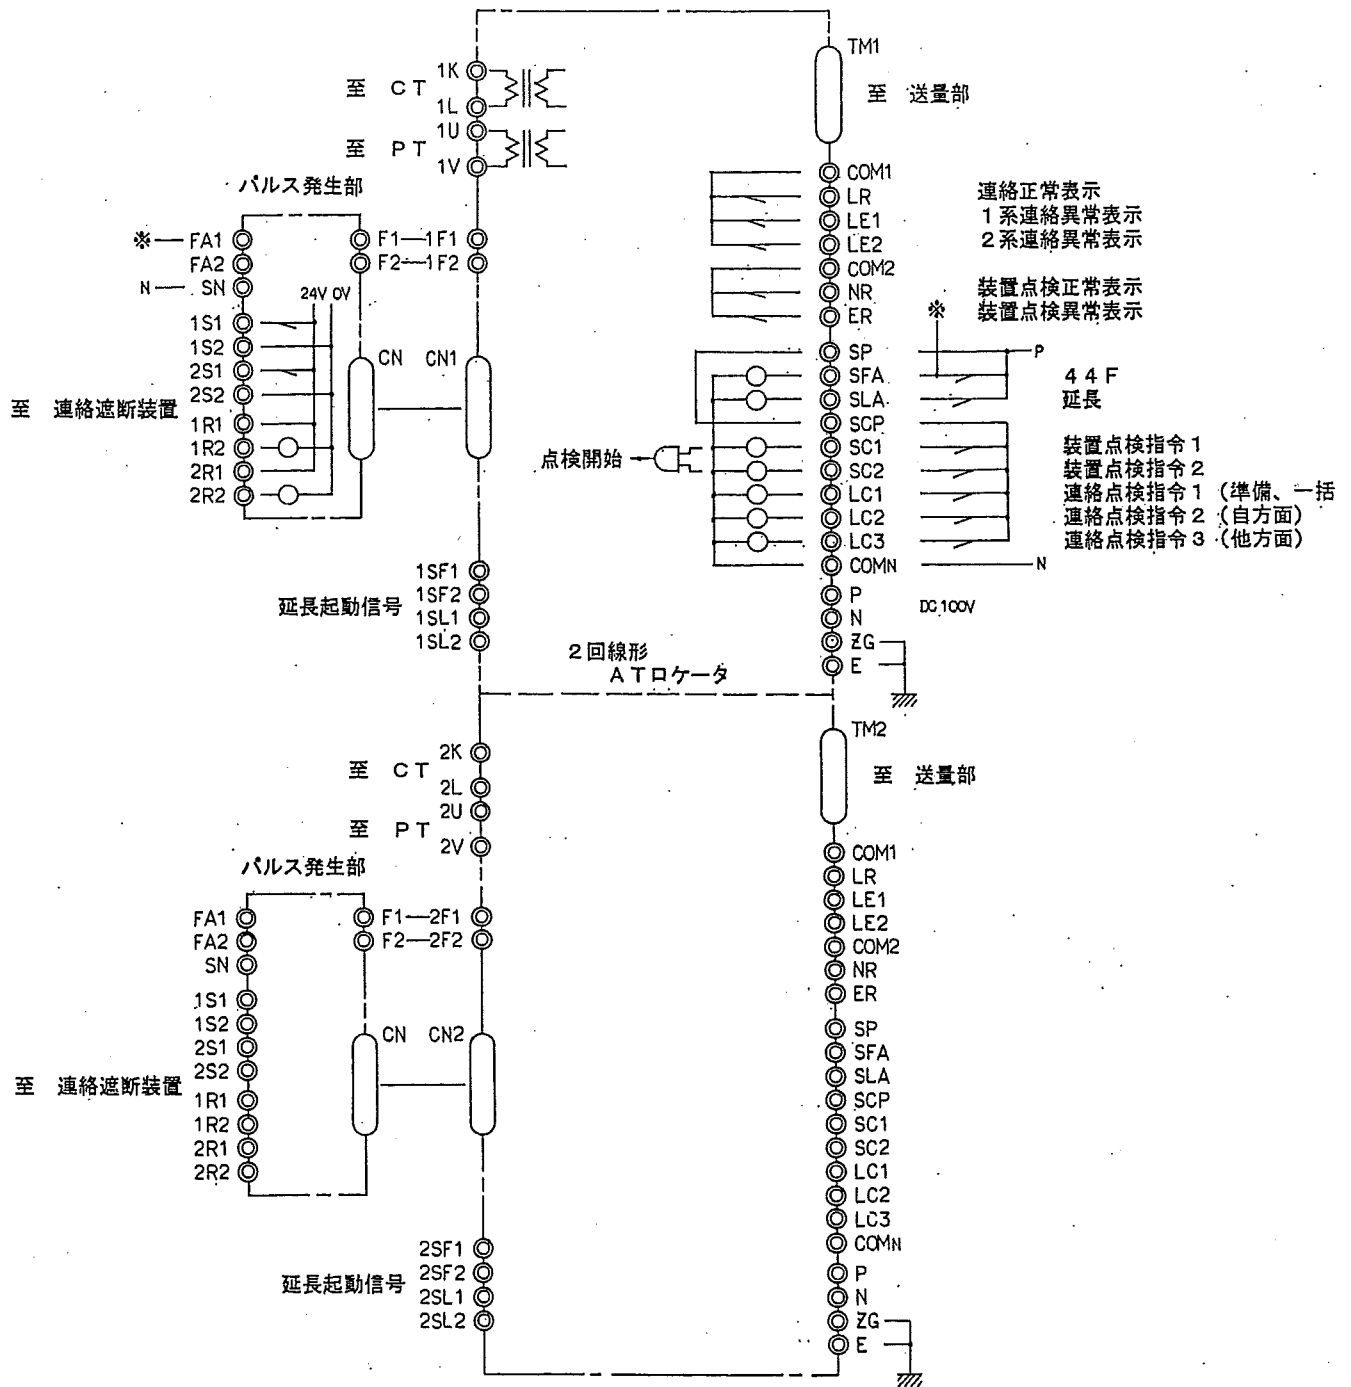 TM1
至 送量部
1K
至 CT
1L
1U
至 PT
1V
パルス発生部
※ FA1
FA2
N SN
24V 0V
1S1
1S2
2S1
2S2
至 連絡遮断装置
1R1
1R2
2R1
2R2
F1 1F1
F2 1F2
CN CN1
1SF1
1SF2
延長起動信号
1SL1
1SL2
COM1
LR 連絡正常表示
LE1 1系連絡異常表示
LE2 2系連絡異常表示
COM2
NR 装置点検正常表示
ER 装置点検異常表示
※
SP P
SFA 44F
SLA 延長
SCP
点検開始
SC1 装置点検指令1
SC2 装置点検指令2
LC1 連絡点検指令1(準備、一括
LC2 連絡点検指令2(自方面)
LC3 連絡点検指令3(他方面)
COMN N
P
DC100V
N
ZG
E
2回線形
ATロケータ
TM2
至 送量部
2K
至 CT
2L
2U
至 PT
2V
パルス発生部
FA1
FA2
SN
1S1
1S2
2S1
2S2
至 連絡遮断装置
1R1
1R2
2R1
2R2
F1 2F1
F2 2F2
CN CN2
2SF1
2SF2
延長起動信号
2SL1
2SL2
COM1
LR
LE1
LE2
COM2
NR
ER
SP
SFA
SLA
SCP
SC1
SC2
LC1
LC2
LC3
COMN
P
N
ZG
E